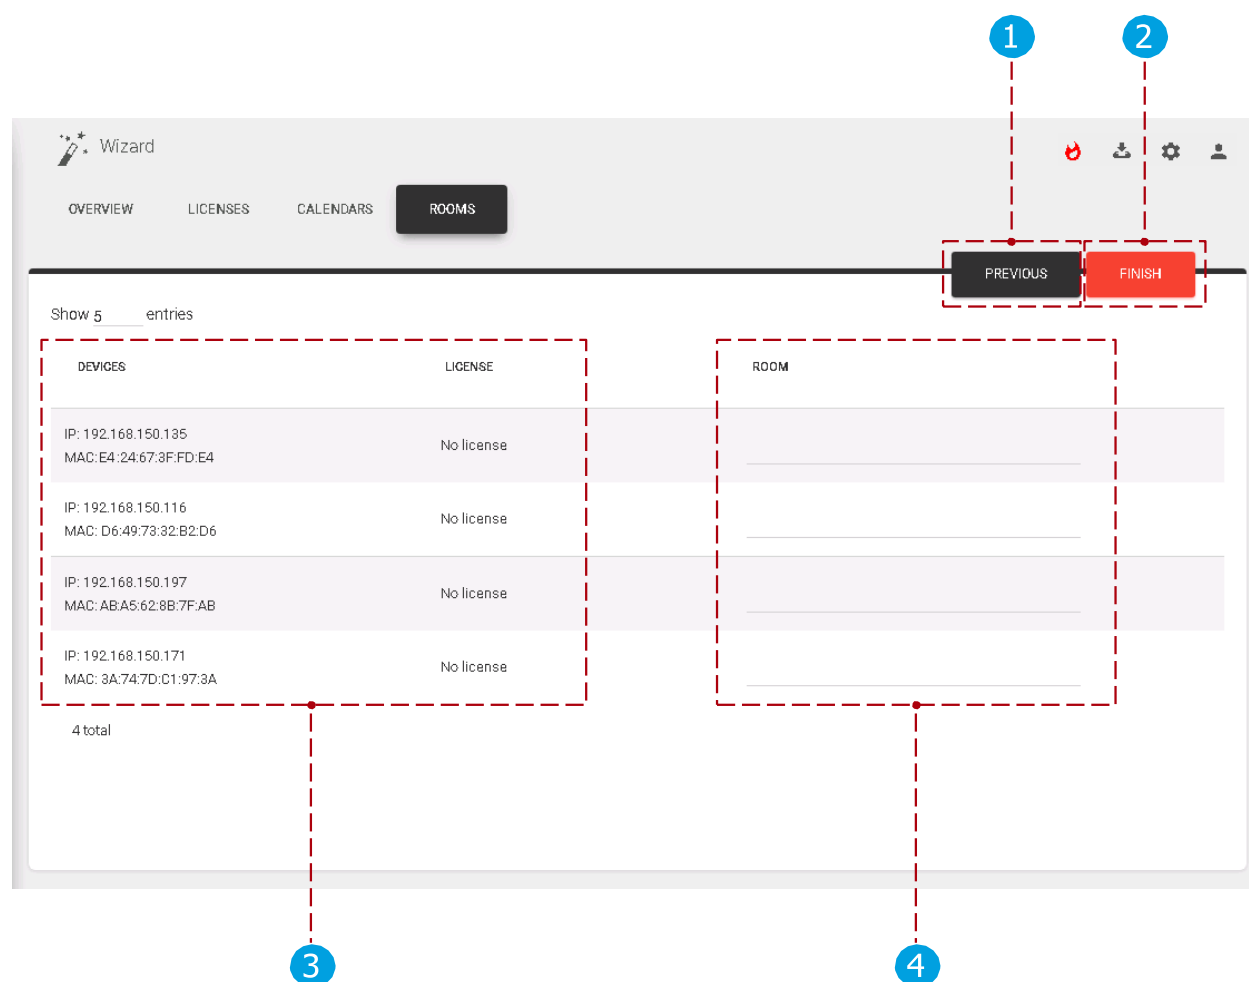 1 2
Wizard
OVERVIEW LICENSES CALENDARS ROOMS
PREVIOUS FINISH
Show 5 entries
DEVICES LICENSE ROOM
IP: 192.168.150.135
MAC:E4:24:67:3F:FD:E4
No license
IP: 192.168.150.116
MAC: D6:49:73:32:B2:D6
No license
IP: 192.168.150.197
MAC: AB:A5:62:8B:7F:AB
No license
IP: 192.168.150.171
MAC: 3A:74:7D:C1:97:3A
No license
4 total
3 4